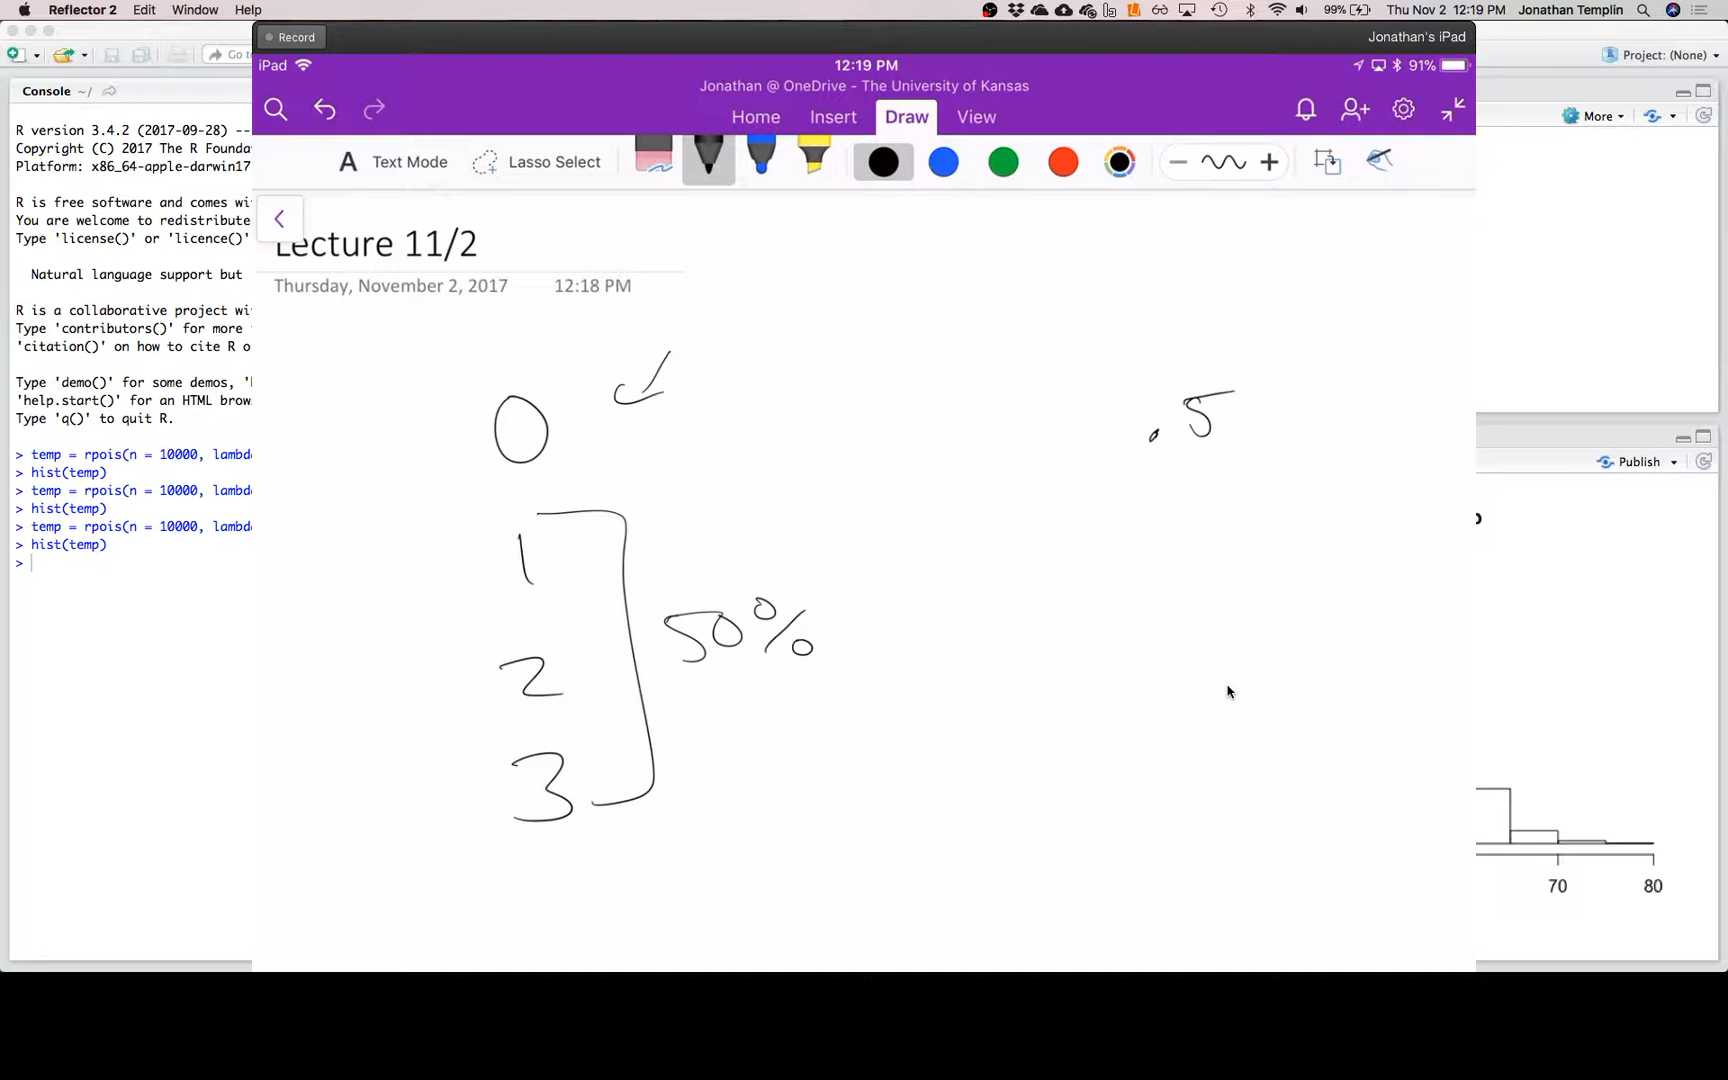 Reflector 2 Edit Window Help
99% Thu Nov 2 12:19 PM Jonathan Templin
Record
Jonathan's iPad
iPad
12:19 PM
91%
Jonathan @ OneDrive - The University of Kansas
Home Insert Draw View
Text Mode
Lasso Select
Go to
Project: (None)
Console ~/
More
R version 3.4.2 (2017-09-28) --
Copyright (C) 2017 The R Founda
Platform: x86_64-apple-darwin17
R is free software and comes wi
You are welcome to redistribute
Type 'license()' or 'licence()'
Natural language support but
R is a collaborative project wi
Type 'contributors()' for more
'citation()' on how to cite R o
Type 'demo()' for some demos, '
'help.start()' for an HTML brow
Type 'q()' to quit R.
> temp = rpois(n = 10000, lambd
> hist(temp)
> temp = rpois(n = 10000, lambd
> hist(temp)
> temp = rpois(n = 10000, lambd
> hist(temp)
>
Lecture 11/2
Thursday, November 2, 2017 12:18 PM
0
.5
1
2
3
50%
Publish
70 80